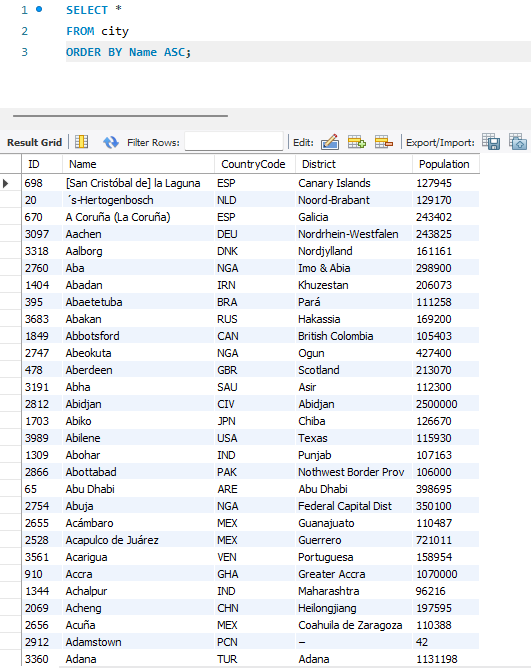 1 SELECT *
2 FROM city
3 ORDER BY Name ASC;
Result Grid Filter Rows: Edit: Export/Import:
ID Name CountryCode District Population
698 [San Cristóbal de] la Laguna ESP Canary Islands 127945
20 ´s-Hertogenbosch NLD Noord-Brabant 129170
670 A Coruña (La Coruña) ESP Galicia 243402
3097 Aachen DEU Nordrhein-Westfalen 243825
3318 Aalborg DNK Nordjylland 161161
2760 Aba NGA Imo & Abia 298900
1404 Abadan IRN Khuzestan 206073
395 Abaetetuba BRA Pará 111258
3683 Abakan RUS Hakassia 169200
1849 Abbotsford CAN British Colombia 105403
2747 Abeokuta NGA Ogun 427400
478 Aberdeen GBR Scotland 213070
3191 Abha SAU Asir 112300
2812 Abidjan CIV Abidjan 2500000
1703 Abiko JPN Chiba 126670
3989 Abilene USA Texas 115930
1309 Abohar IND Punjab 107163
2866 Abottabad PAK Nothwest Border Prov 106000
65 Abu Dhabi ARE Abu Dhabi 398695
2754 Abuja NGA Federal Capital Dist 350100
2655 Acámbaro MEX Guanajuato 110487
2528 Acapulco de Juárez MEX Guerrero 721011
3561 Acarigua VEN Portuguesa 158954
910 Accra GHA Greater Accra 1070000
1344 Achalpur IND Maharashtra 96216
2069 Acheng CHN Heilongjiang 197595
2656 Acuña MEX Coahuila de Zaragoza 110388
2912 Adamstown PCN – 42
3360 Adana TUR Adana 1131198